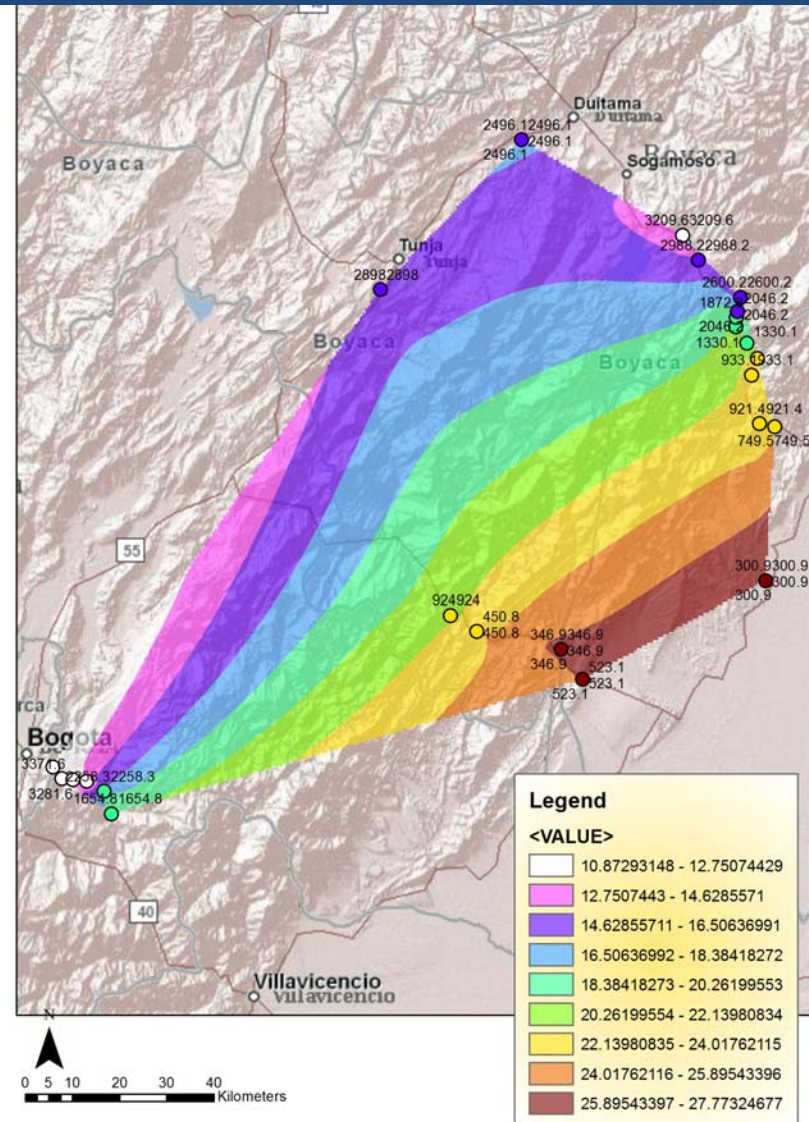 Duitama
Duitama
2496.12496.1
2496.1
2496.1
Boyaca
Boyaca
Sogamoso
3209.63209.6
Tunja
Tunja
2988.22988.2
28982898
2600.22600.2
2046.2
2046.2
1330.1
1330.1
Boyaca
Boyaca
921.4921.4
749.5749.5
55
300.9300.9
300.9
300.9
924924
450.8
450.8
346.9346.9
346.9
346.9
523.1
523.1
523.1
rca
Bogota
3281.6
1654.81654.8
40
Villavicencio
Villavicencio
N
0 5 10 20 30 40
Kilometers
Legend
<VALUE>
10.87293148 - 12.75074429
12.7507443 - 14.6285571
14.62855711 - 16.50636991
16.50636992 - 18.38418272
18.38418273 - 20.26199553
20.26199554 - 22.13980834
22.13980835 - 24.01762115
24.01762116 - 25.89543396
25.89543397 - 27.77324677